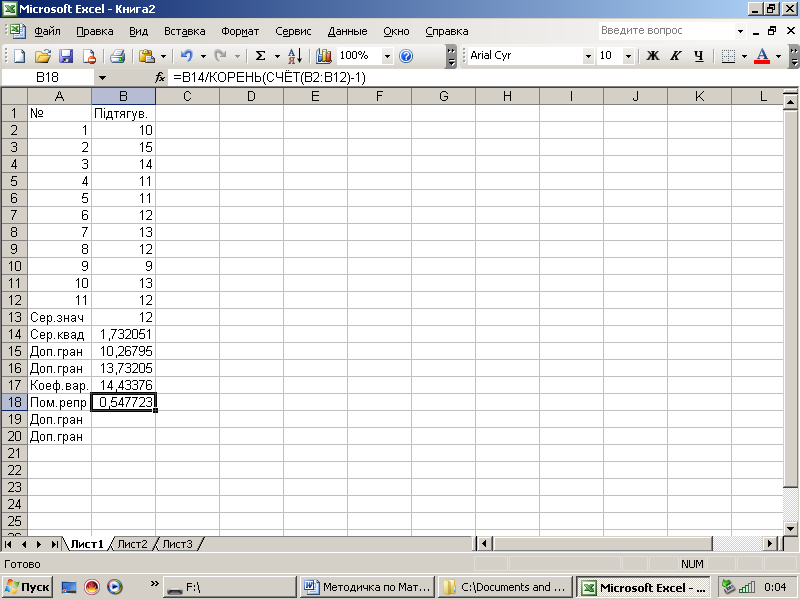 Microsoft Excel - Книга2
Файл Правка Вид Вставка Формат Сервис Данные Окно Справка Введите вопрос
Σ А Я 100% Arial Cyr 10 Ж К Ч А
B18 fx =B14/КОРЕНЬ(СЧЁТ(B2:B12)-1)
A B C D E F G H I J K L
1 № Підтягув.
2 1 10
3 2 15
4 3 14
5 4 11
6 5 11
7 6 12
8 7 13
9 8 12
10 9 9
11 10 13
12 11 12
13 Сер.знач 12
14 Сер.квад 1,732051
15 Доп.гран 10,26795
16 Доп.гран 13,73205
17 Коеф.вар. 14,43376
18 Пом.репр 0,547723
19 Доп.гран
20 Доп.гран
21
22
23
24
25
Лист1 Лист2 Лист3
Готово NUM
Пуск » F:\ Методичка по Мат... C:\Documents and ... Microsoft Excel - ... 0:04